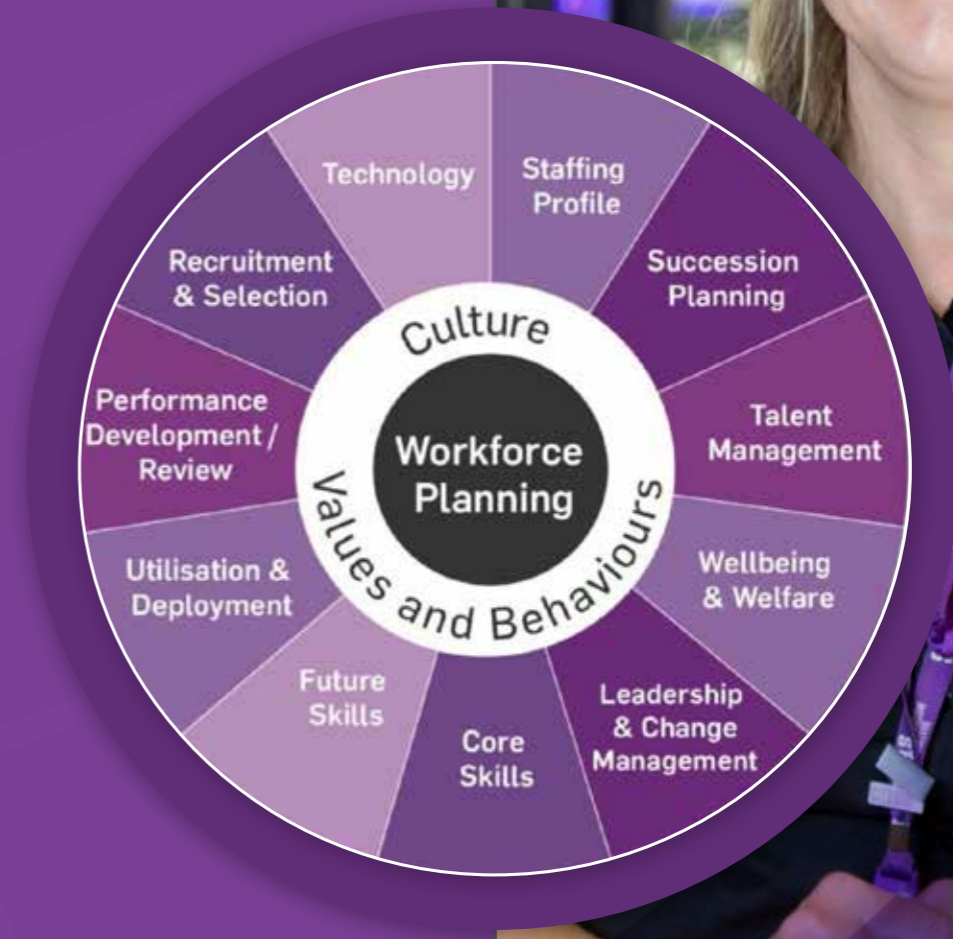 Technology
Staffing
Profile
Succession
Planning
Talent
Management
Wellbeing
& Welfare
Leadership
& Change
Management
Core
Skills
Future
Skills
Utilisation &
Deployment
Performance
Development /
Review
Recruitment
& Selection
Culture
Values and Behaviours
Workforce
Planning